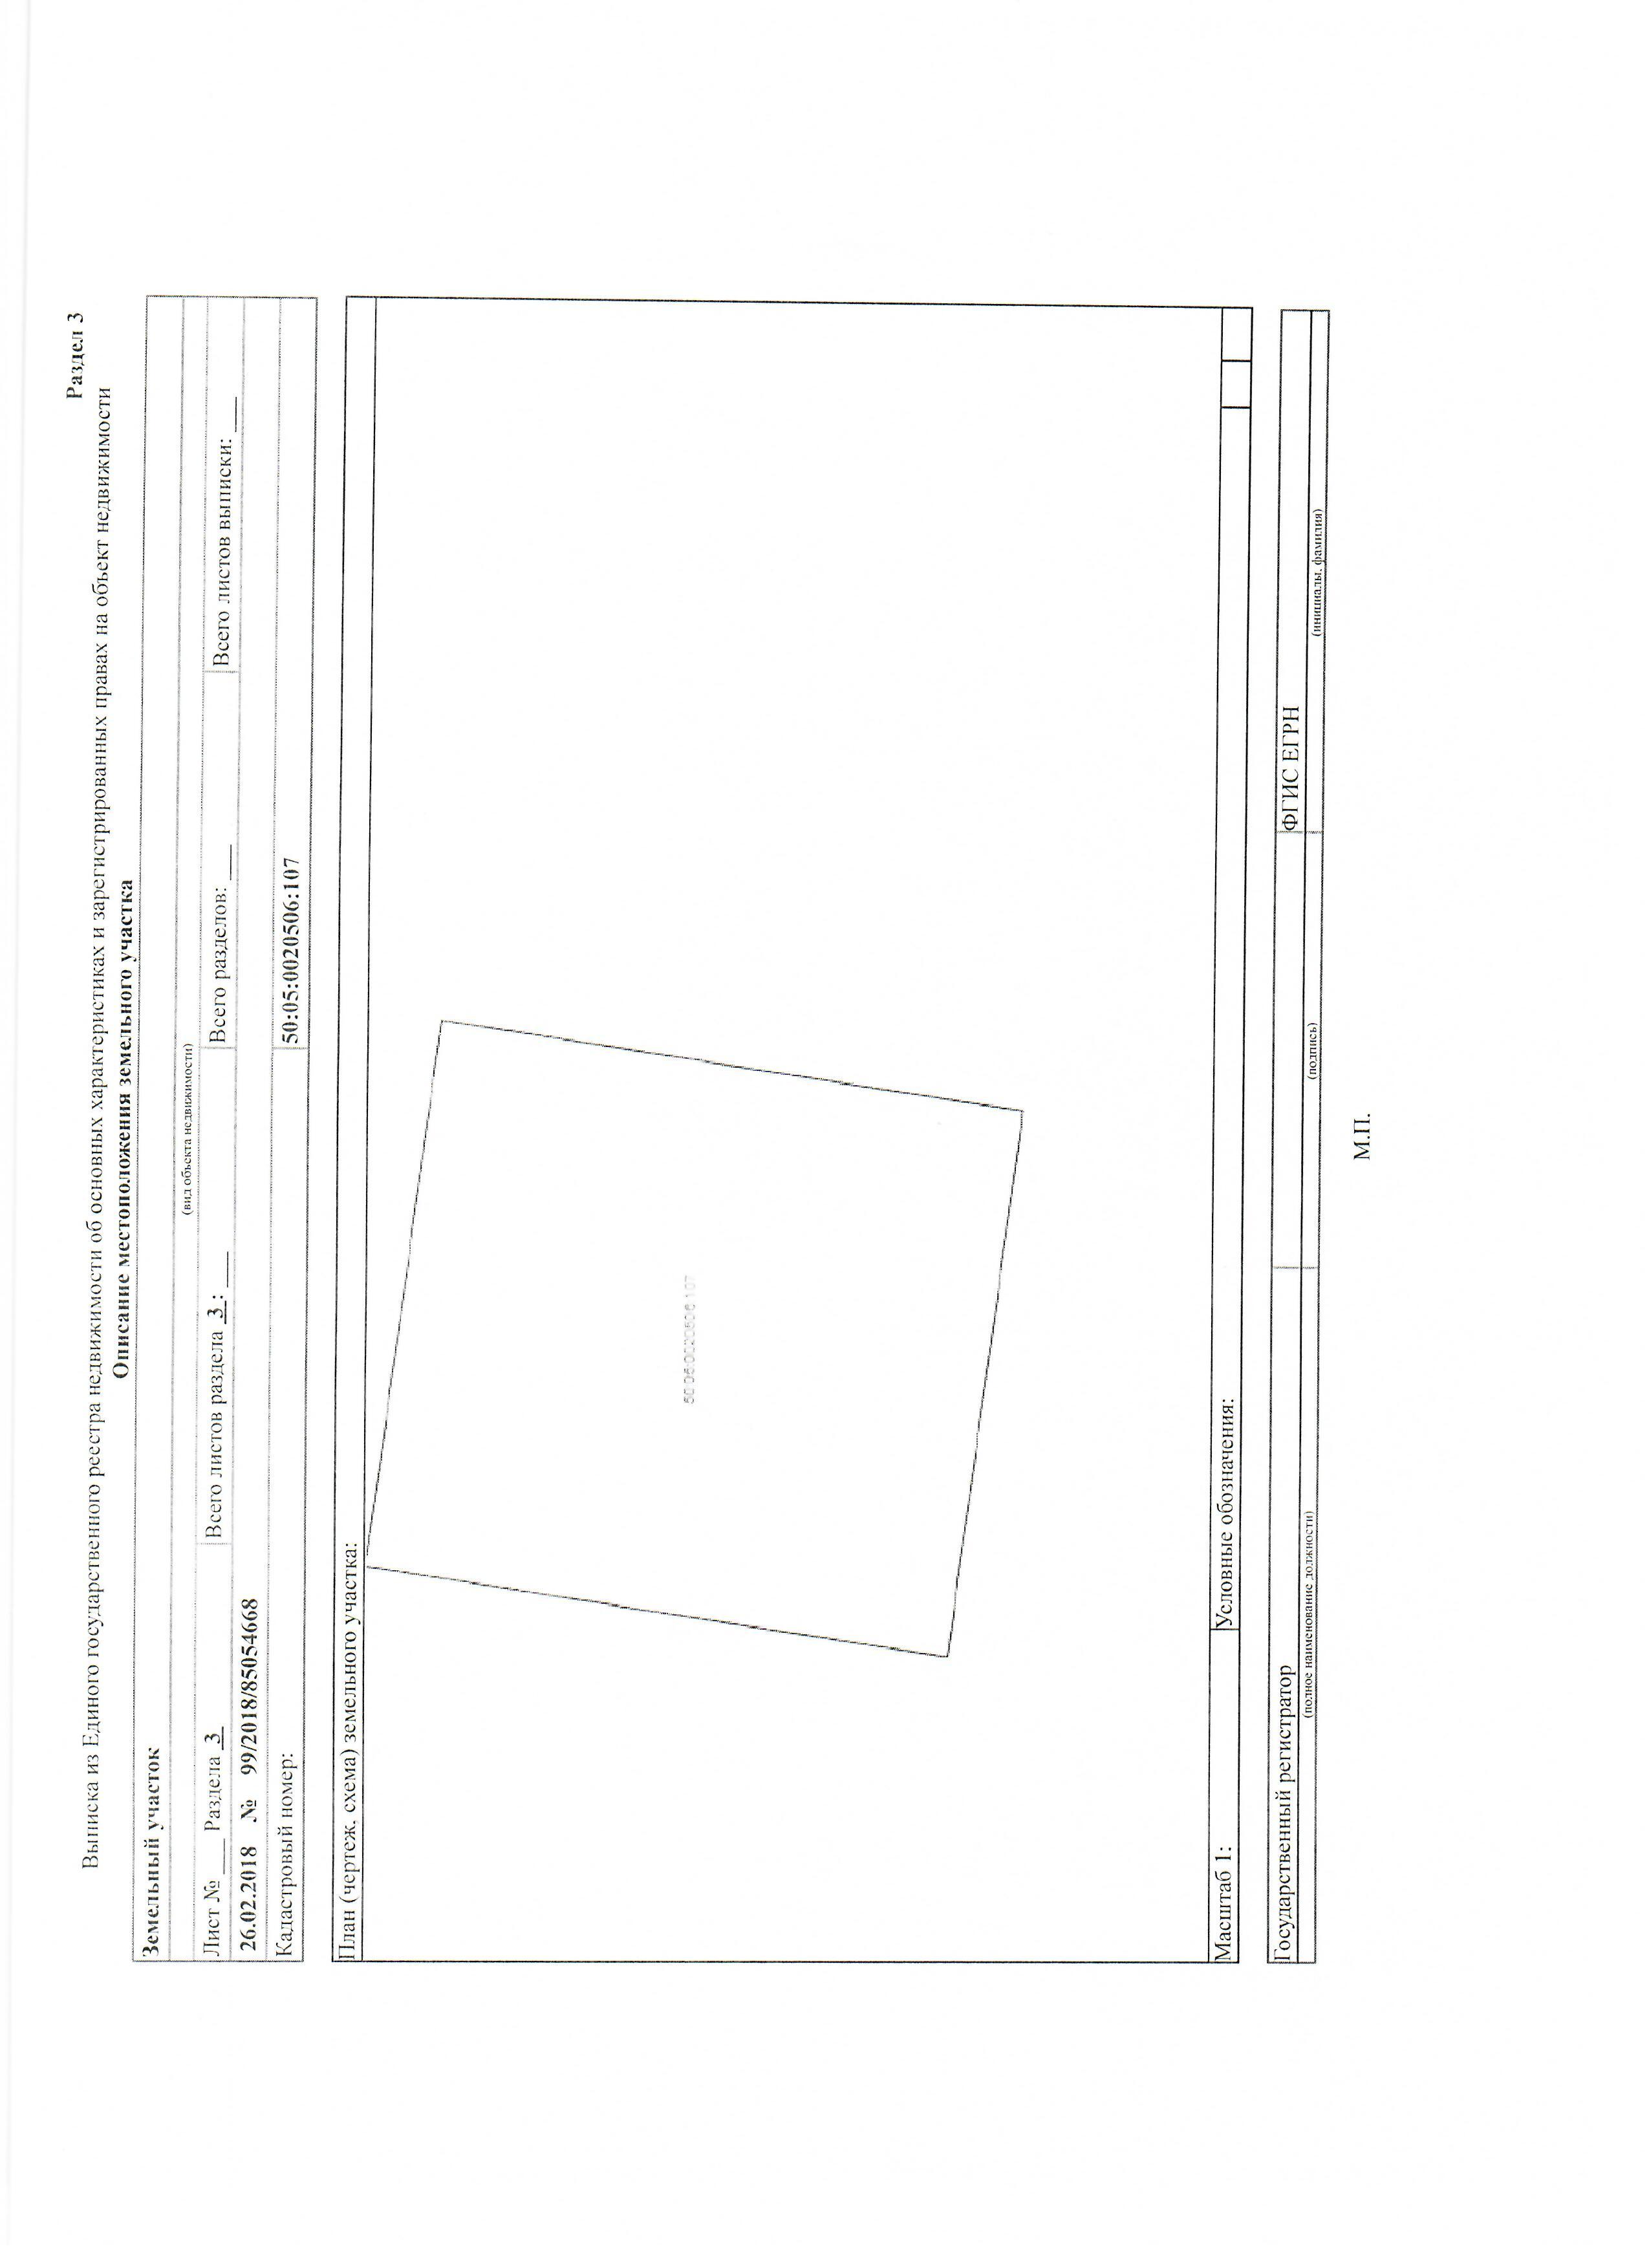 Раздел 3
Выписка из Единого государственного реестра недвижимости об основных характеристиках и зарегистрированных правах на объект недвижимости
Описание местоположения земельного участка
Земельный участок
(вид объекта недвижимости)
Лист № ___ Раздела 3 Всего листов раздела 3 : ___ Всего разделов: ___ Всего листов выписки: ___
26.02.2018 № 99/2018/85054668
Кадастровый номер: 50:05:0020506:107
План (чертеж, схема) земельного участка:
Масштаб 1: Условные обозначения:
Государственный регистратор ФГИС ЕГРН
(полное наименование должности) (подпись) (инициалы, фамилия)
М.П.